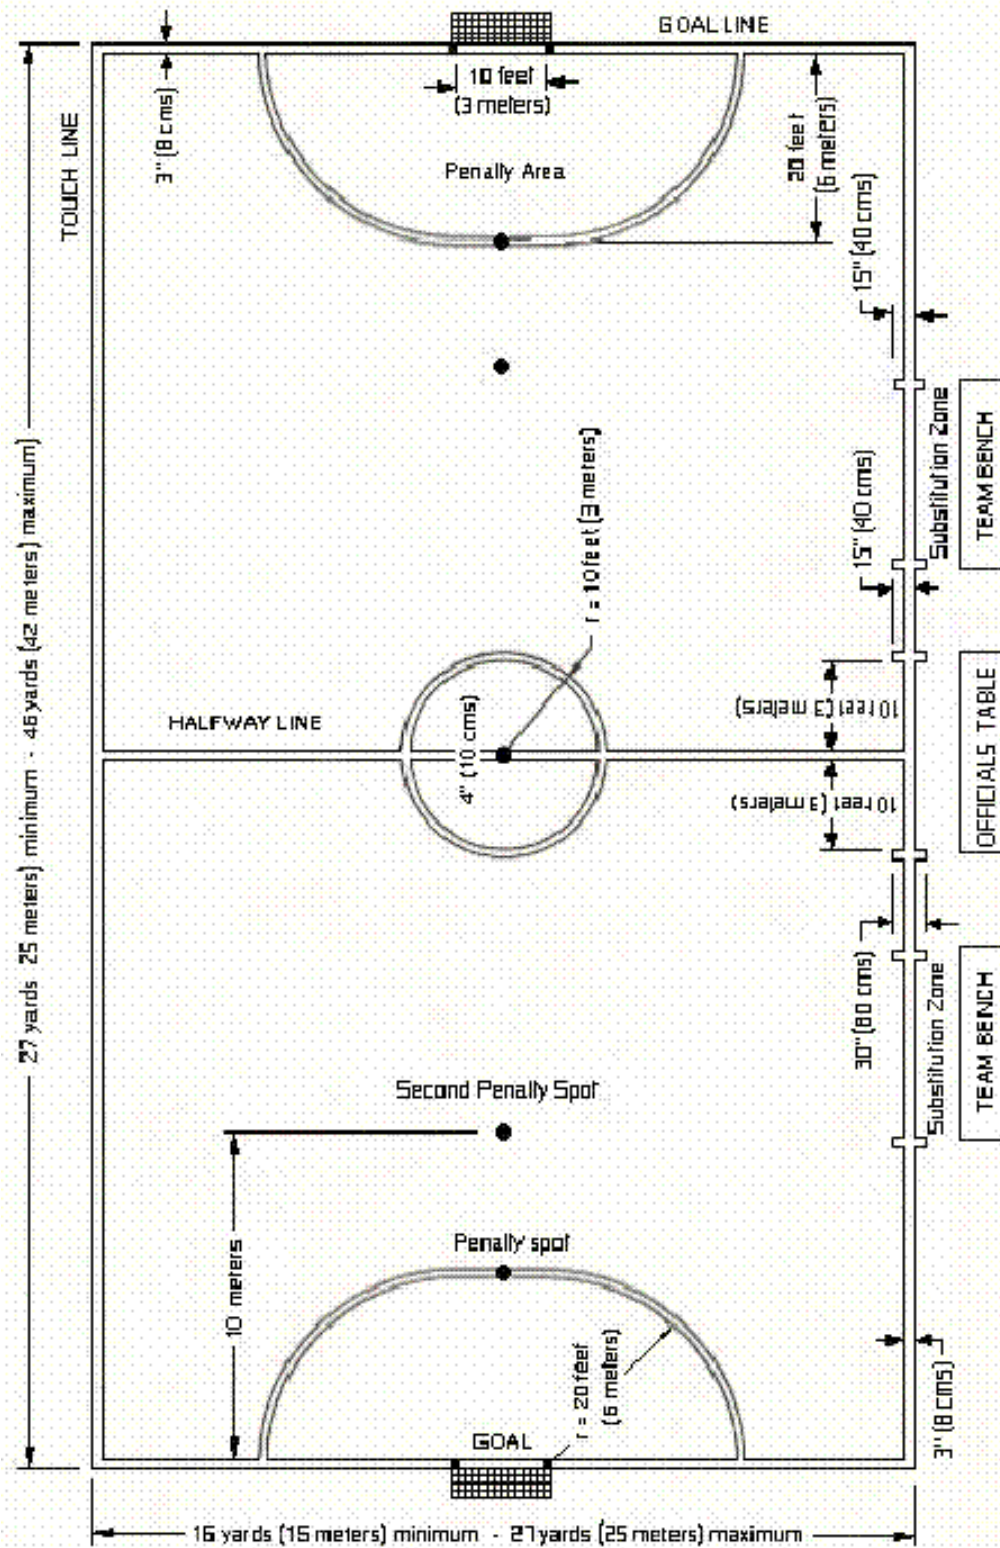 GOAL LINE
10 feet
(3 meters)
3" (8 cms)
TOUCH LINE
20 feet
(6 meters)
Penalty Area
15" (40 cms)
Substitution Zone
TEAM BENCH
27 yards 25 meters) minimum - 46 yards (42 meters) maximum)
r = 10 feet (3 meters)
15" (40 cms)
HALFWAY LINE
4" (10 cms)
10 feet (3 meters)
10 feet (3 meters)
OFFICIALS TABLE
30" (80 cms)
Substitution Zone
TEAM BENCH
Second Penalty Spot
10 meters
Penalty spot
r = 20 feet
(6 meters)
GOAL
3" (8 cms)
16 yards (15 meters) minimum - 27 yards (25 meters) maximum